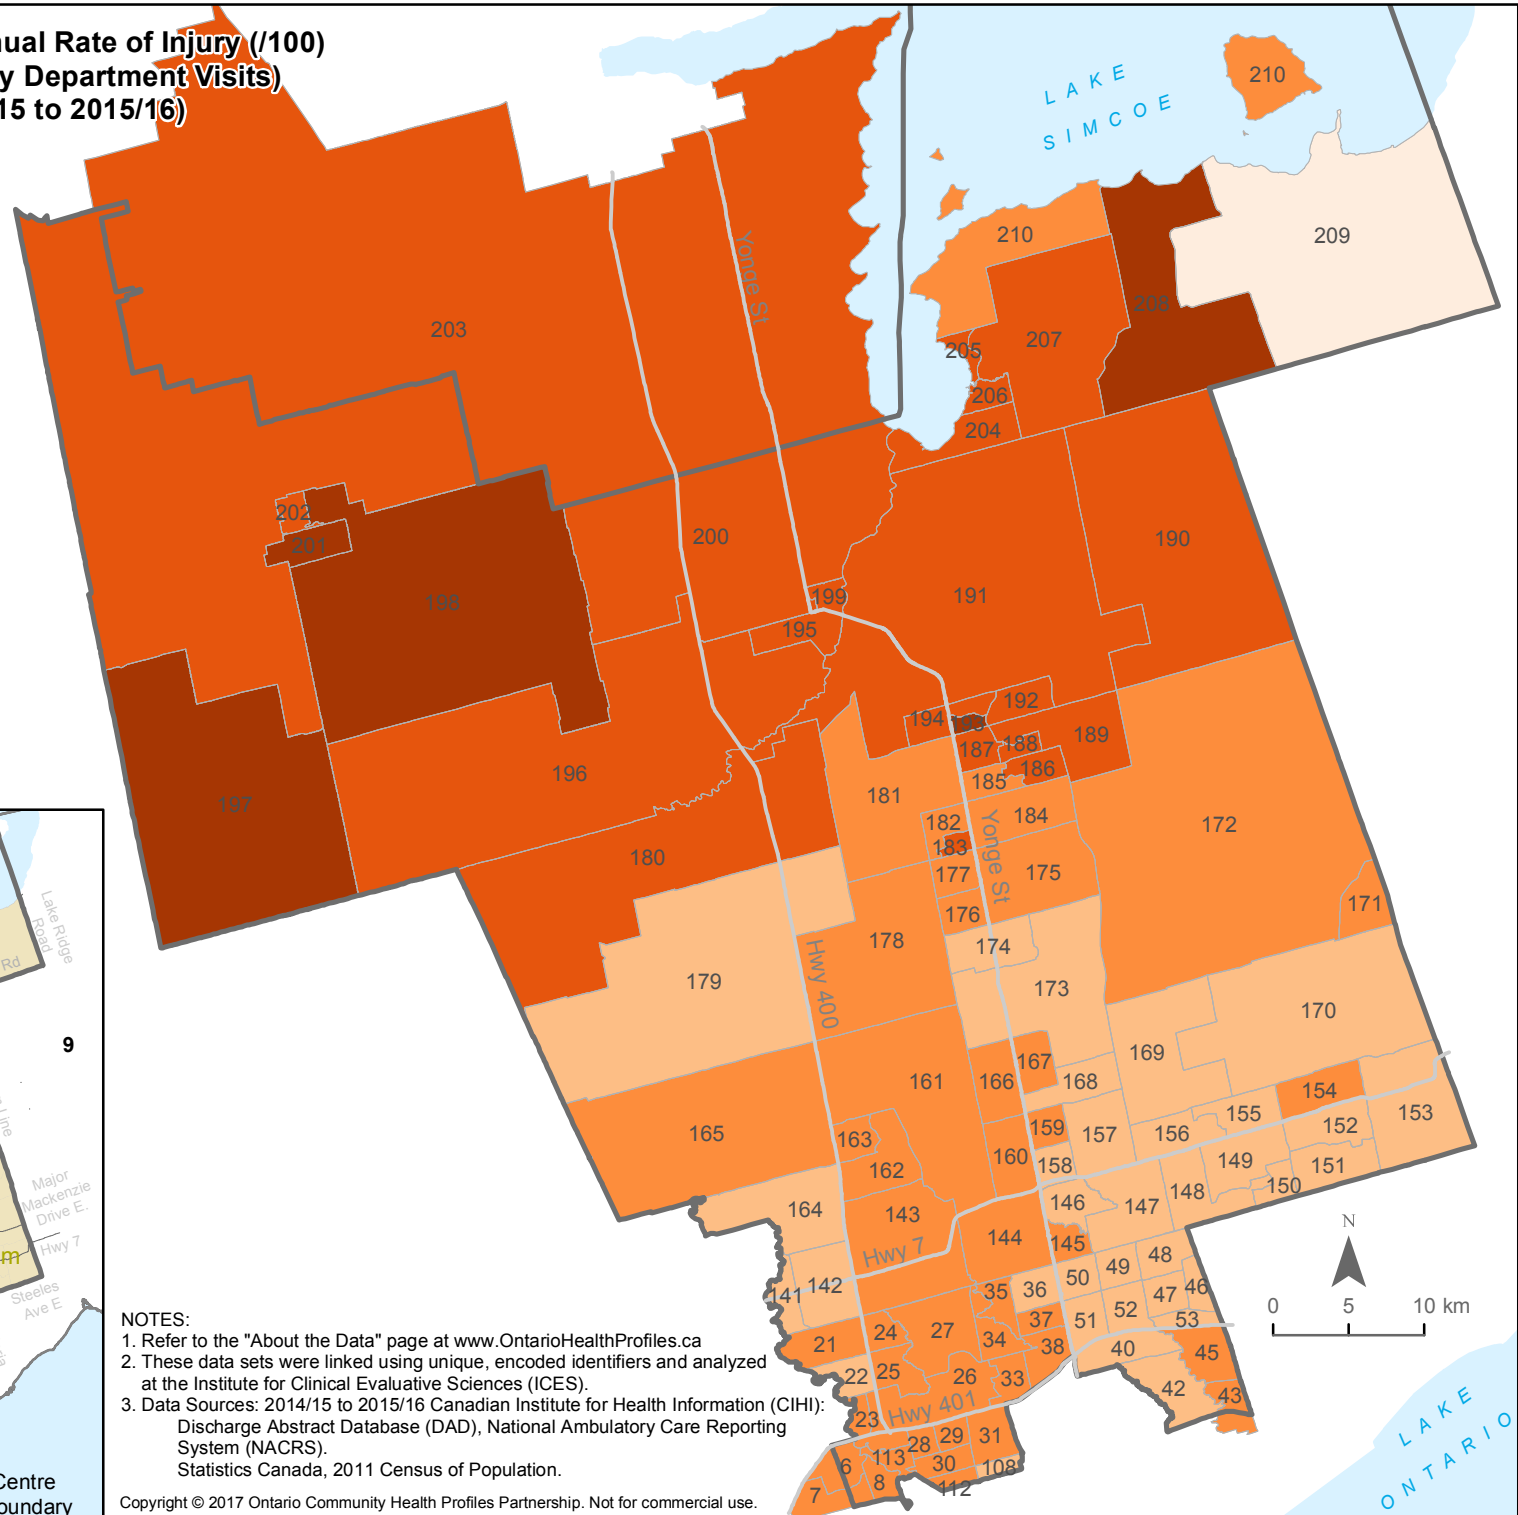 nual Rate of Injury (/100)
y Department Visits)
15 to 2015/16)
LAKE
SIMCOE
210
209
210
208
207
205
206
204
203
Yonge St
202
201
198
200
199
195
191
190
192
194
193
187
188
189
186
185
196
197
181
182
184
183
172
180
177
175
Yonge St
176
171
178
174
179
Hwy 400
173
170
169
161
166
167
168
154
165
163
159
157
156
155
152
153
162
160
158
149
151
150
164
143
146
147
148
144
145
Hwy 7
142
141
35
36
50
49
48
47
46
37
51
52
53
21
24
27
34
38
40
45
22
25
26
33
42
43
23
Hwy 401
28
29
31
113
30
108
6
8
7
112
N
0 5 10 km
LAKE
ONTARIO
Lake Ridge
Road
Rd
9
Line
Major
Mackenzie
Drive E.
Hwy 7
m
Steeles
Ave E
ia
Centre
oundary
NOTES:
1. Refer to the "About the Data" page at www.OntarioHealthProfiles.ca
2. These data sets were linked using unique, encoded identifiers and analyzed
at the Institute for Clinical Evaluative Sciences (ICES).
3. Data Sources: 2014/15 to 2015/16 Canadian Institute for Health Information (CIHI):
Discharge Abstract Database (DAD), National Ambulatory Care Reporting
System (NACRS).
Statistics Canada, 2011 Census of Population.
Copyright © 2017 Ontario Community Health Profiles Partnership. Not for commercial use.